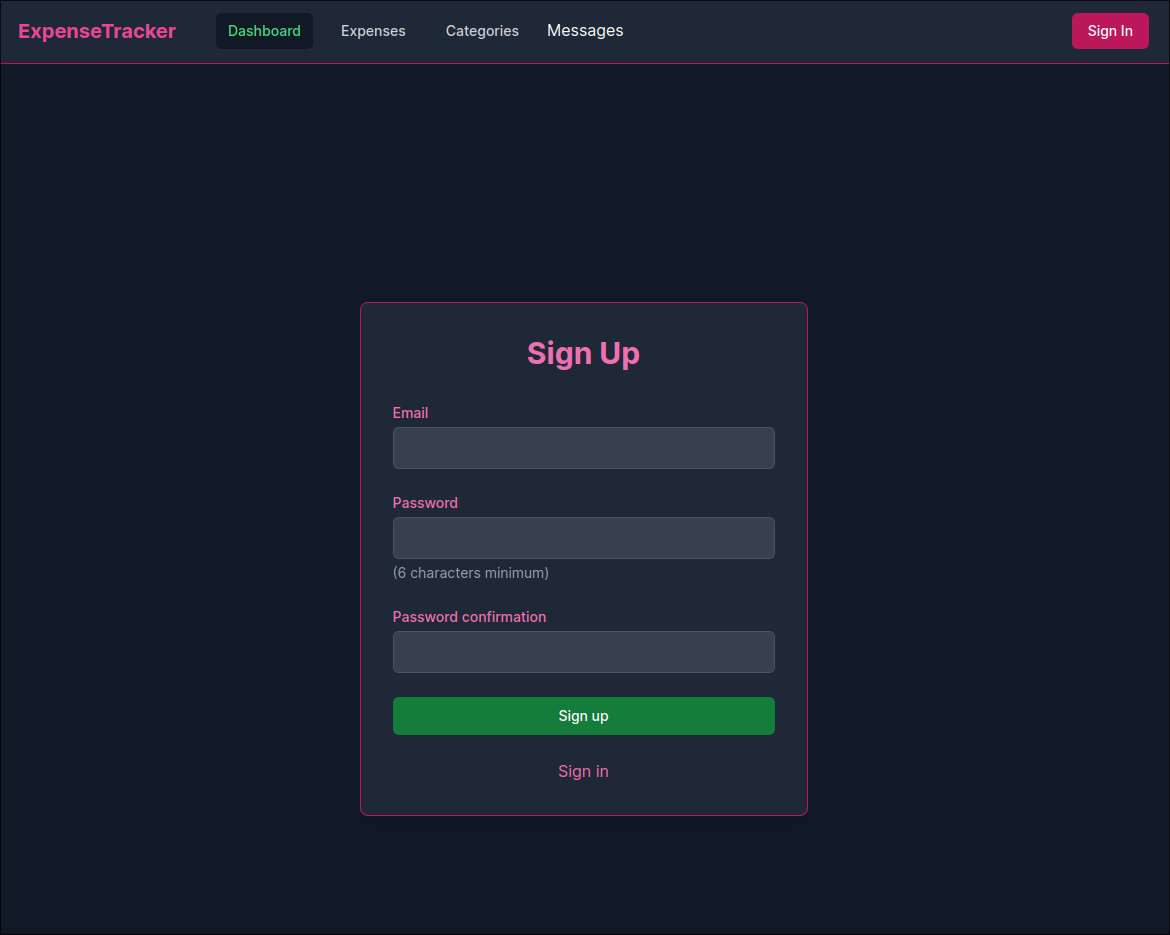 ExpenseTracker Dashboard Expenses Categories Messages Sign In
Sign Up
Email
Password
(6 characters minimum)
Password confirmation
Sign up
Sign in